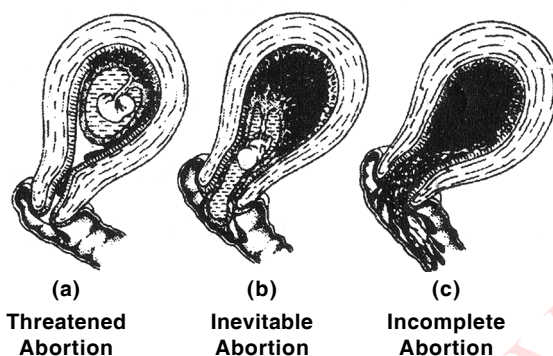 (a) (b) (c)
Threatened Inevitable Incomplete
Abortion Abortion Abortion